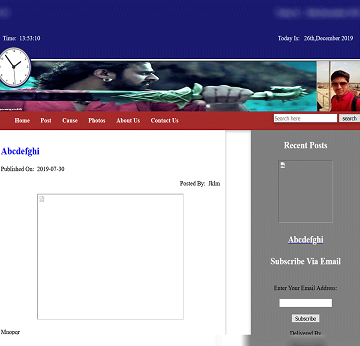 Time: 13:53:10
Today Is: 26th,December 2019
Home Post Cause Photos About Us Contact Us
Search here
search
Abcdefghi
Published On: 2019-07-30
Posted By: Jklm
Mnopqr
Recent Posts
Abcdefghi
Subscribe Via Email
Enter Your Email Address:
Subscribe
Delivered By